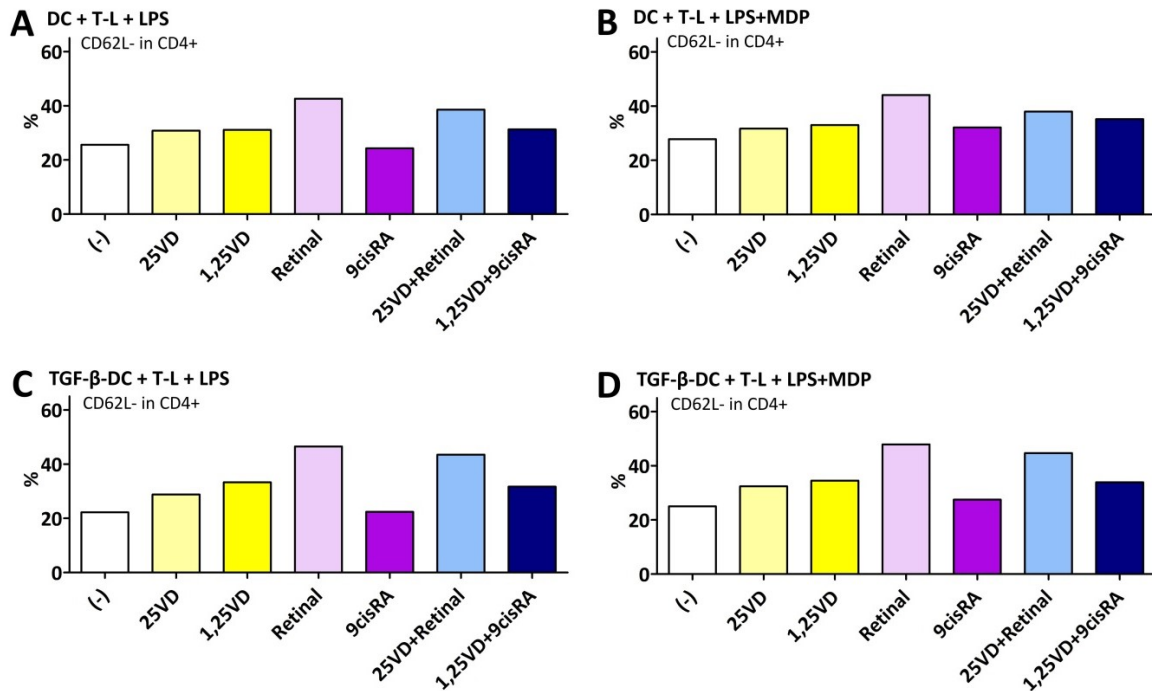 A DC + T-L + LPS
CD62L- in CD4+
%
60
40
20
0
(-)
25VD
1,25VD
Retinal
9cisRA
25VD+Retinal
1,25VD+9cisRA
B DC + T-L + LPS+MDP
CD62L- in CD4+
%
60
40
20
0
(-)
25VD
1,25VD
Retinal
9cisRA
25VD+Retinal
1,25VD+9cisRA
C TGF-β-DC + T-L + LPS
CD62L- in CD4+
%
60
40
20
0
(-)
25VD
1,25VD
Retinal
9cisRA
25VD+Retinal
1,25VD+9cisRA
D TGF-β-DC + T-L + LPS+MDP
CD62L- in CD4+
%
60
40
20
0
(-)
25VD
1,25VD
Retinal
9cisRA
25VD+Retinal
1,25VD+9cisRA